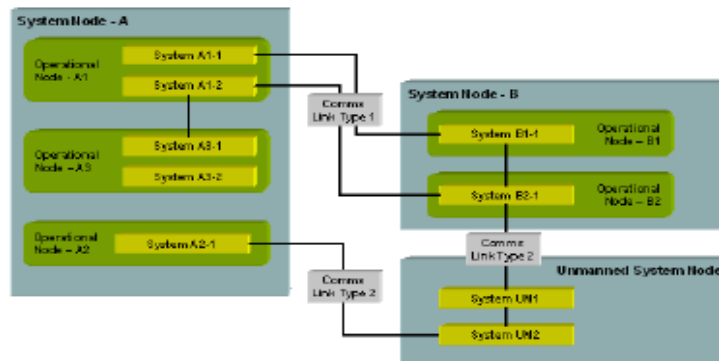 System Node - A
Operational
Node - A1
System A1-1
System A1-2
Operational
Node - A3
System A3-1
System A3-2
Operational
Node - A2
System A2-1
Comms
Link Type 1
Comms
Link Type 2
System Node - B
System B1-1
Operational
Node - B1
System B2-1
Operational
Node - B2
Comms
Link Type 2
Unmanned System Node
System UN1
System UN2